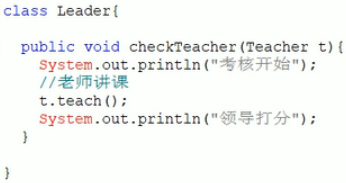 class Leader{
public void checkTeacher(Teacher t){
System.out.println("考核开始");
//老师讲课
t.teach();
System.out.println("领导打分");
}
}